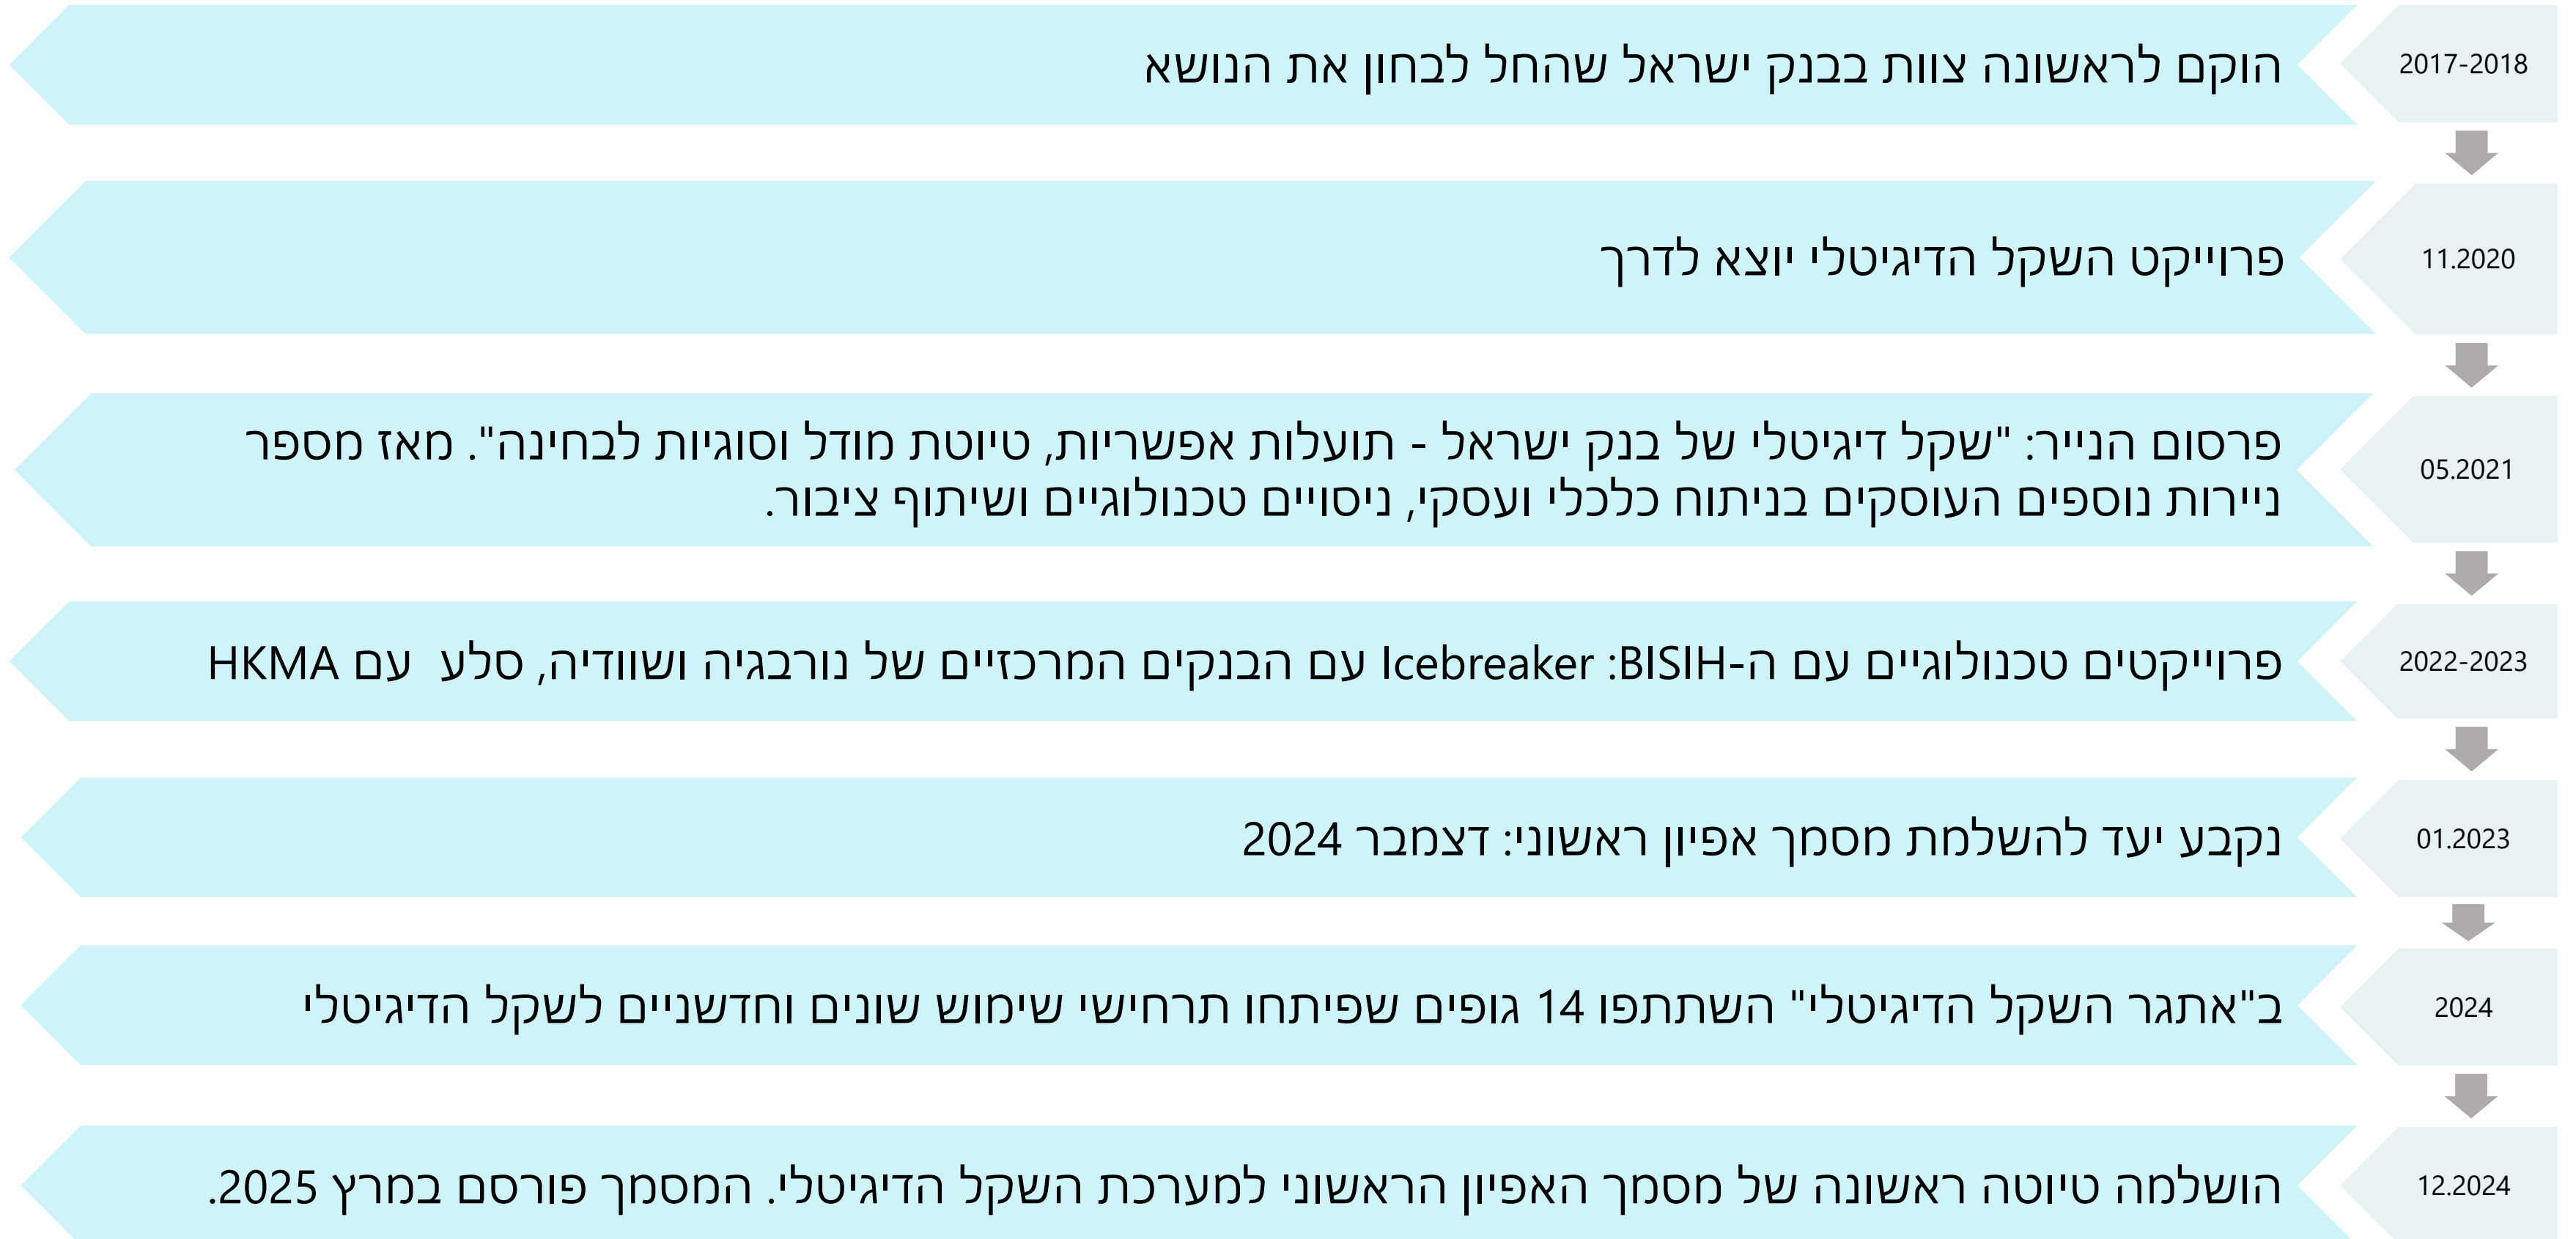 2017-2018
הוקם לראשונה צוות בבנק ישראל שהחל לבחון את הנושא
11.2020
פרוייקט השקל הדיגיטלי יוצא לדרך
05.2021
פרסום הנייר: "שקל דיגיטלי של בנק ישראל - תועלות אפשריות, טיוטת מודל וסוגיות לבחינה". מאז מספר
ניירות נוספים העוסקים בניתוח כלכלי ועסקי, ניסויים טכנולוגיים ושיתוף ציבור.
2022-2023
פרוייקטים טכנולוגיים עם ה-BISIH: Icebreaker עם הבנקים המרכזיים של נורבגיה ושוודיה, סלע  עם HKMA
01.2023
נקבע יעד להשלמת מסמך אפיון ראשוני: דצמבר 2024
2024
ב"אתגר השקל הדיגיטלי" השתתפו 14 גופים שפיתחו תרחישי שימוש שונים וחדשניים לשקל הדיגיטלי
12.2024
הושלמה טיוטה ראשונה של מסמך האפיון הראשוני למערכת השקל הדיגיטלי. המסמך פורסם במרץ 2025.